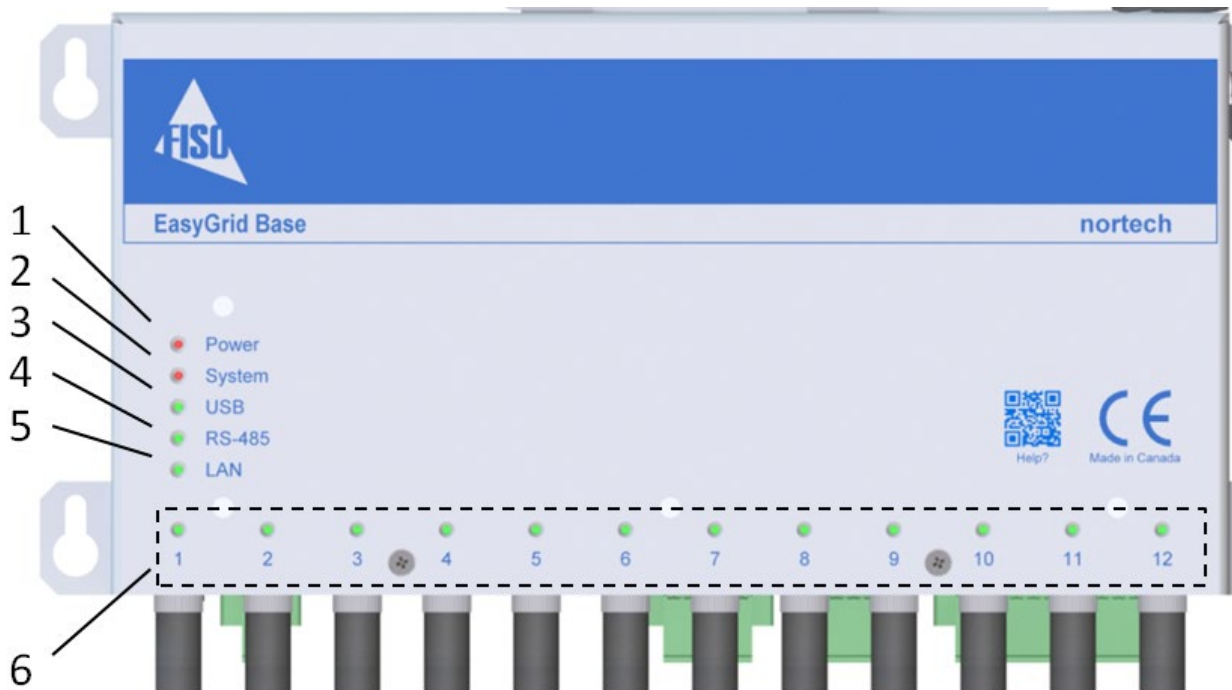 FISO
EasyGrid Base nortech
1
2
3
4
5
6
Power
System
USB
RS-485
LAN
Help? Made in Canada
CE
1 2 3 4 5 6 7 8 9 10 11 12